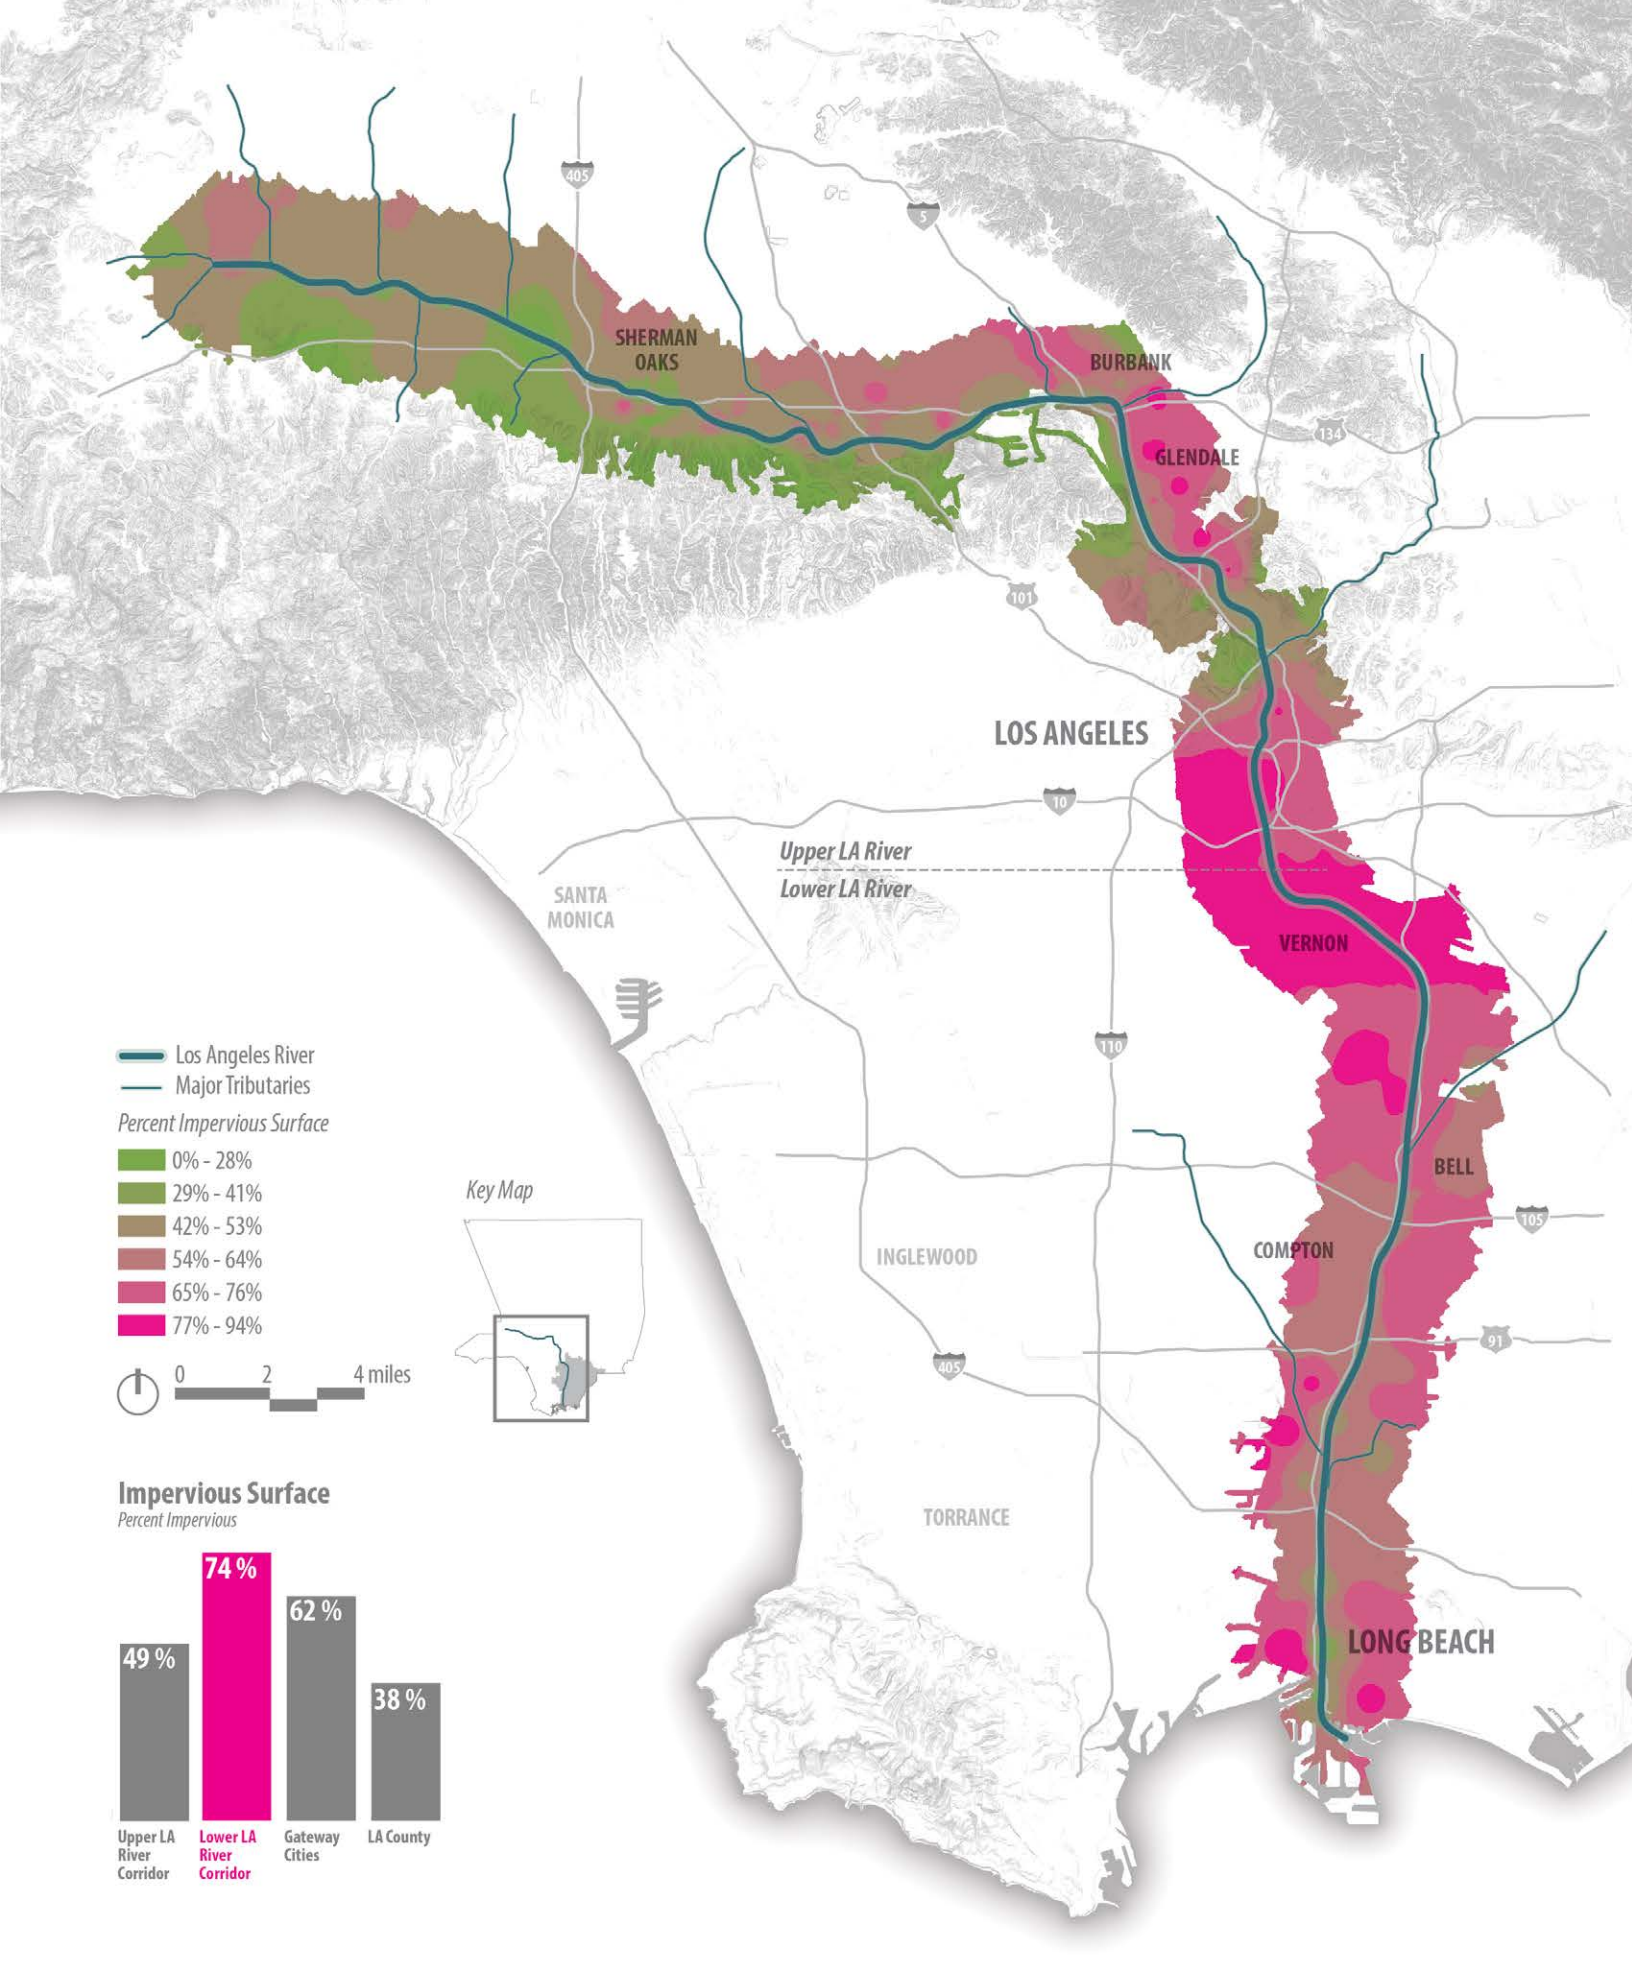 405
5
SHERMAN
OAKS
BURBANK
134
GLENDALE
101
LOS ANGELES
10
Upper LA River
Lower LA River
SANTA
MONICA
VERNON
110
BELL
105
COMPTON
INGLEWOOD
91
405
TORRANCE
LONG BEACH
Los Angeles River
Major Tributaries
Percent Impervious Surface
0% - 28%
29% - 41%
42% - 53%
54% - 64%
65% - 76%
77% - 94%
0 2 4 miles
Key Map
Impervious Surface
Percent Impervious
49 %
74 %
62 %
38 %
Upper LA
River
Corridor
Lower LA
River
Corridor
Gateway
Cities
LA County